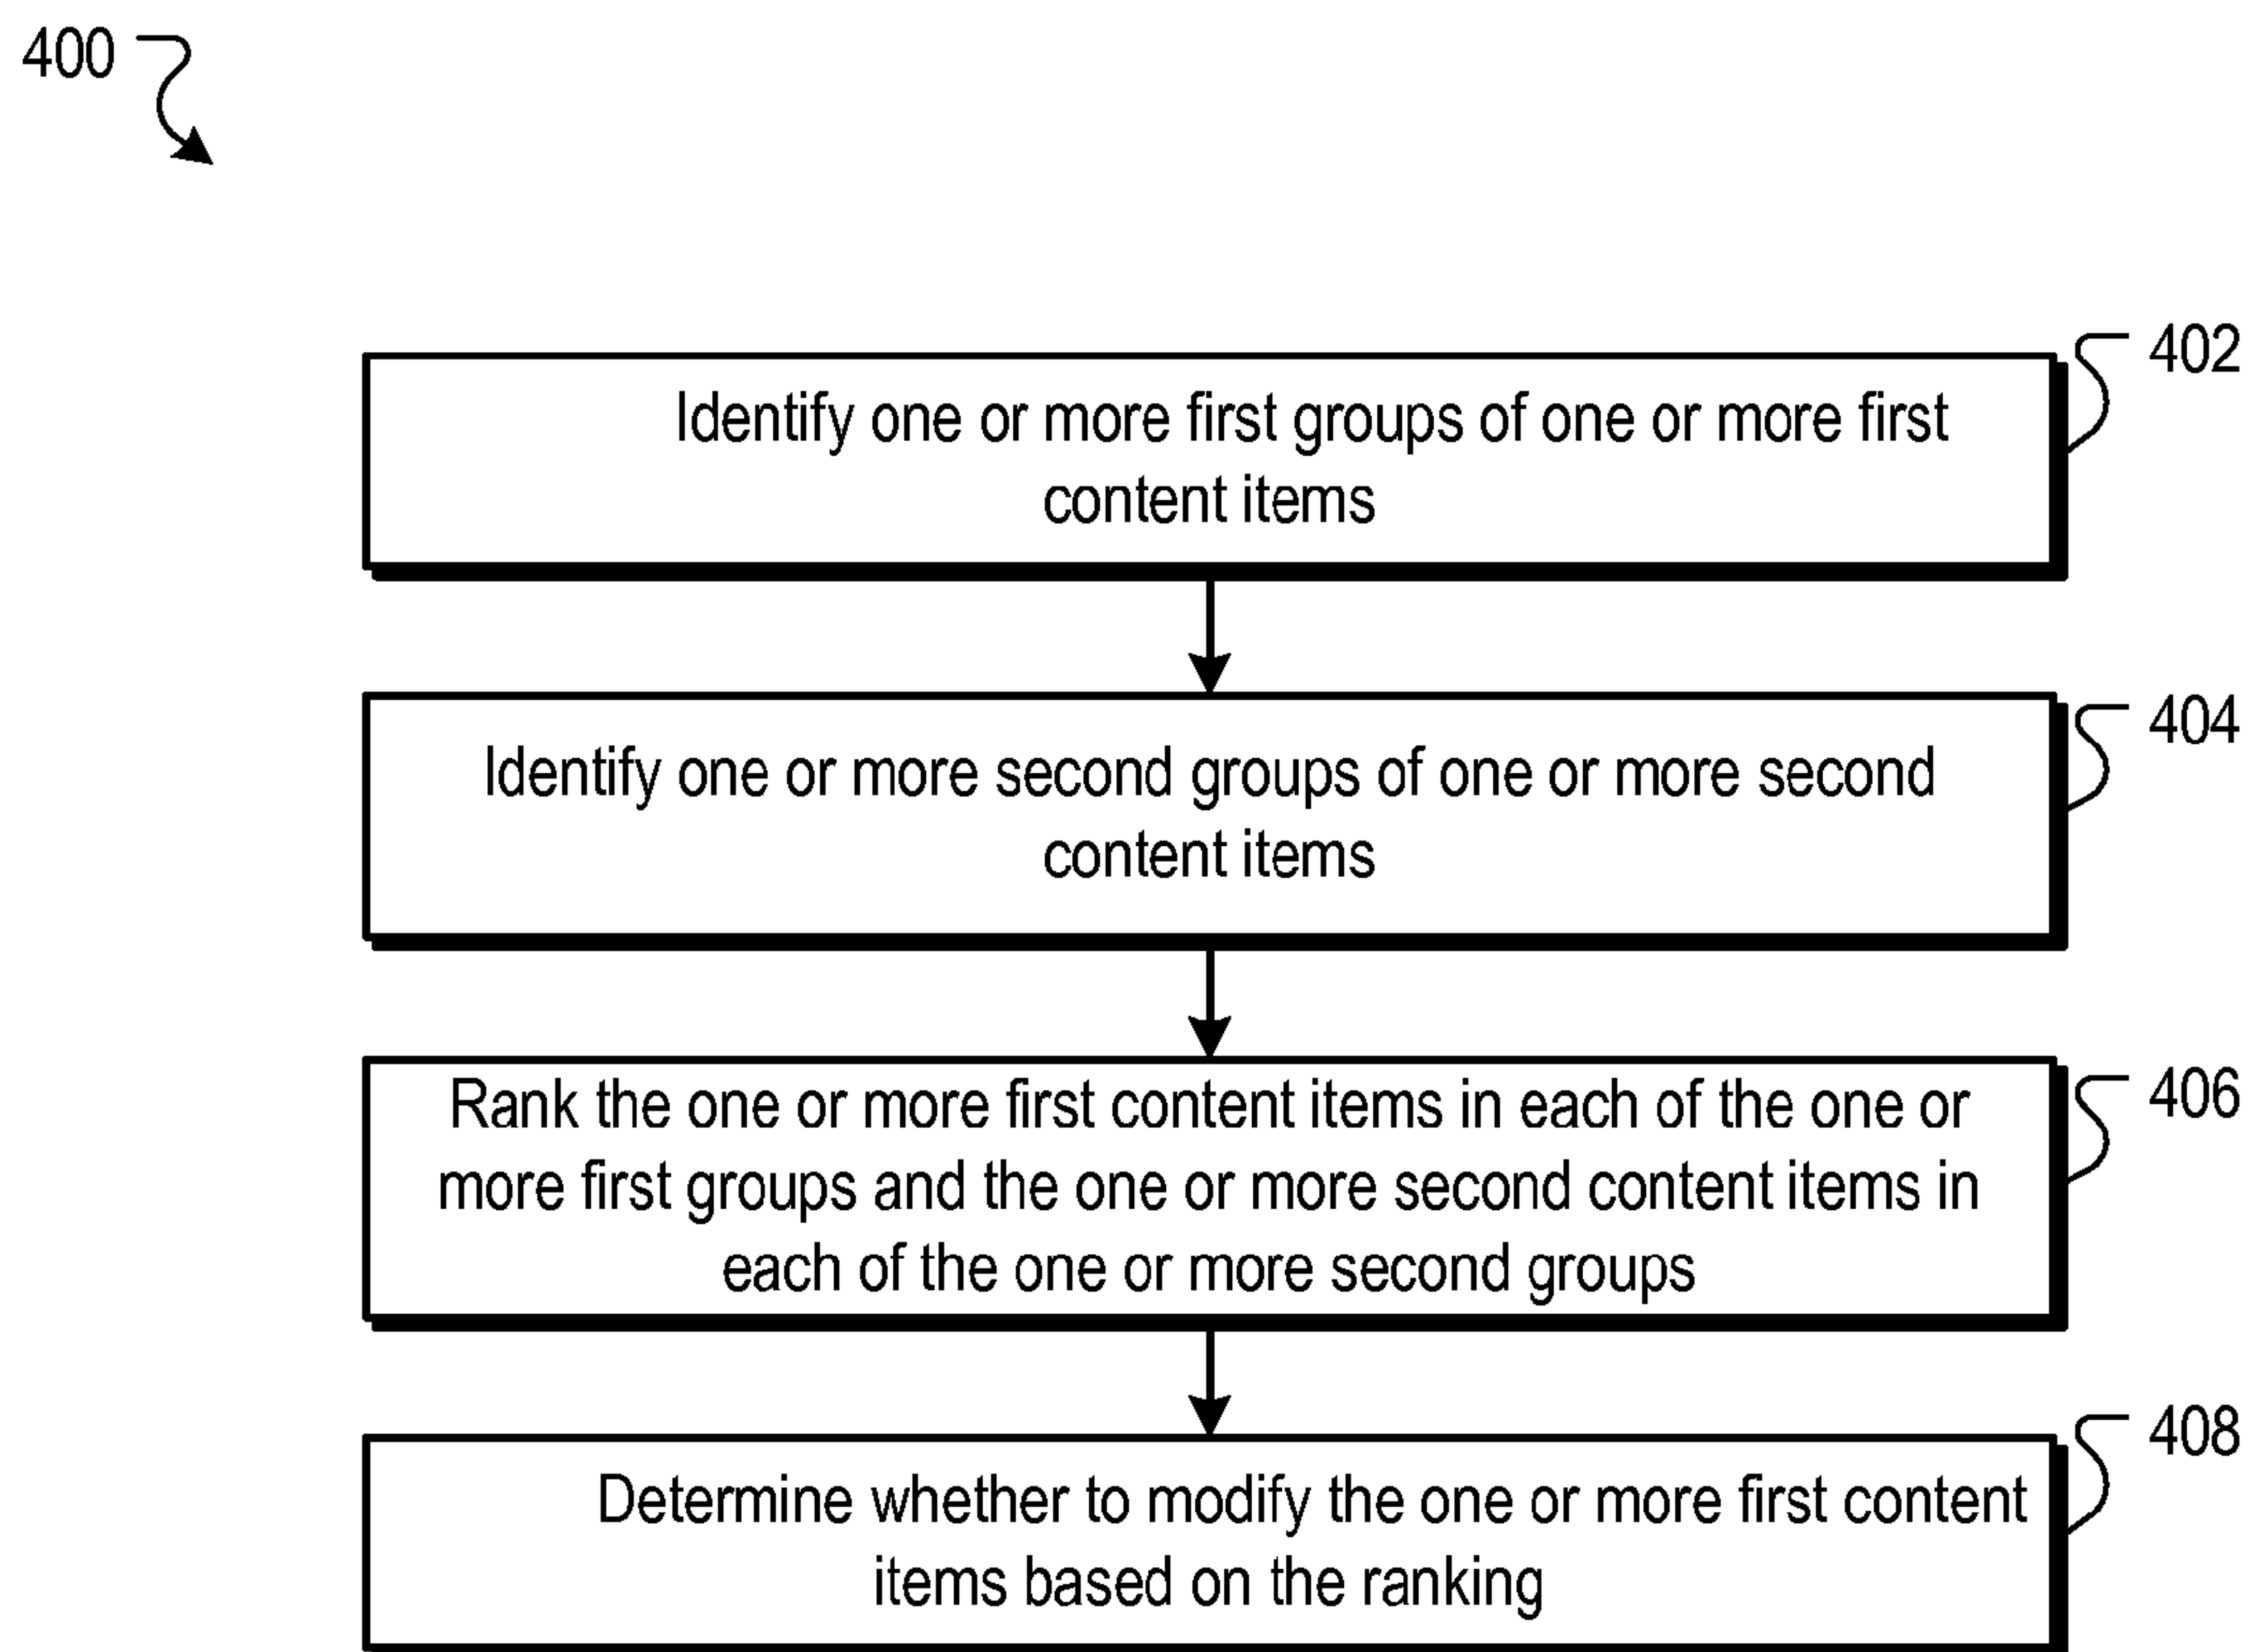 400
402
Identify one or more first groups of one or more first
content items
404
Identify one or more second groups of one or more second
content items
406
Rank the one or more first content items in each of the one or
more first groups and the one or more second content items in
each of the one or more second groups
408
Determine whether to modify the one or more first content
items based on the ranking